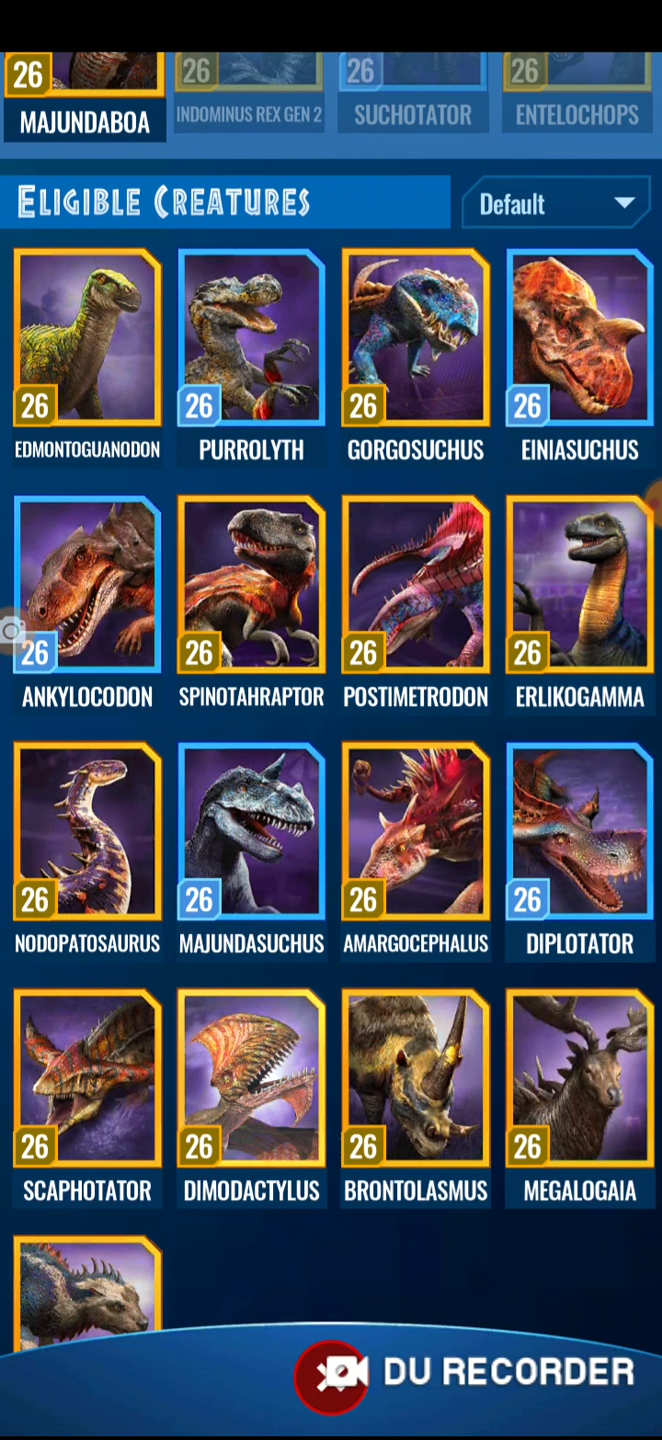 26 26 26 26
MAJUNDABOA INDOMINUS REX GEN 2 SUCHOTATOR ENTELOCHOPS
ELIGIBLE CREATURES Default
26 26 26 26
EDMONTOGUANODON PURROLYTH GORGOSUCHUS EINIASUCHUS
26 26 26 26
ANKYLOCODON SPINOTAHRAPTOR POSTIMETRODON ERLIKOGAMMA
26 26 26 26
NODOPATOSAURUS MAJUNDASUCHUS AMARGOCEPHALUS DIPLOTATOR
26 26 26 26
SCAPHOTATOR DIMODACTYLUS BRONTOLASMUS MEGALOGAIA
DU RECORDER